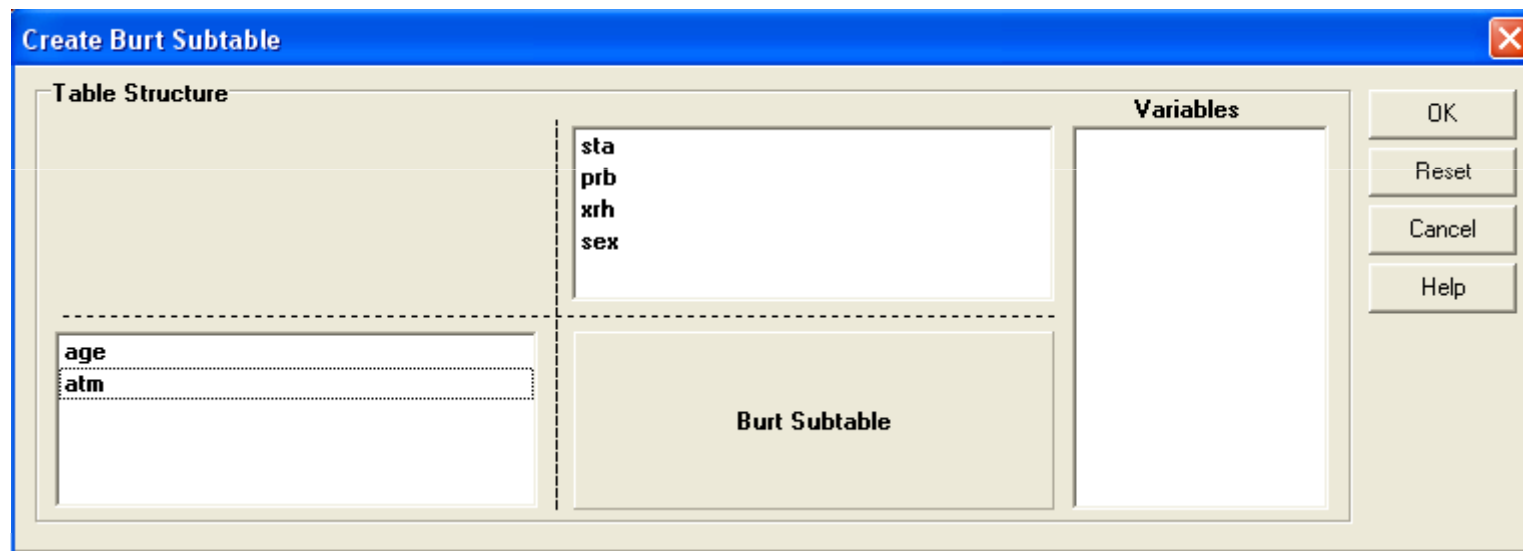 Create Burt Subtable
Table Structure
Variables
sta
prb
xrh
sex
age
atm
Burt Subtable
OK
Reset
Cancel
Help